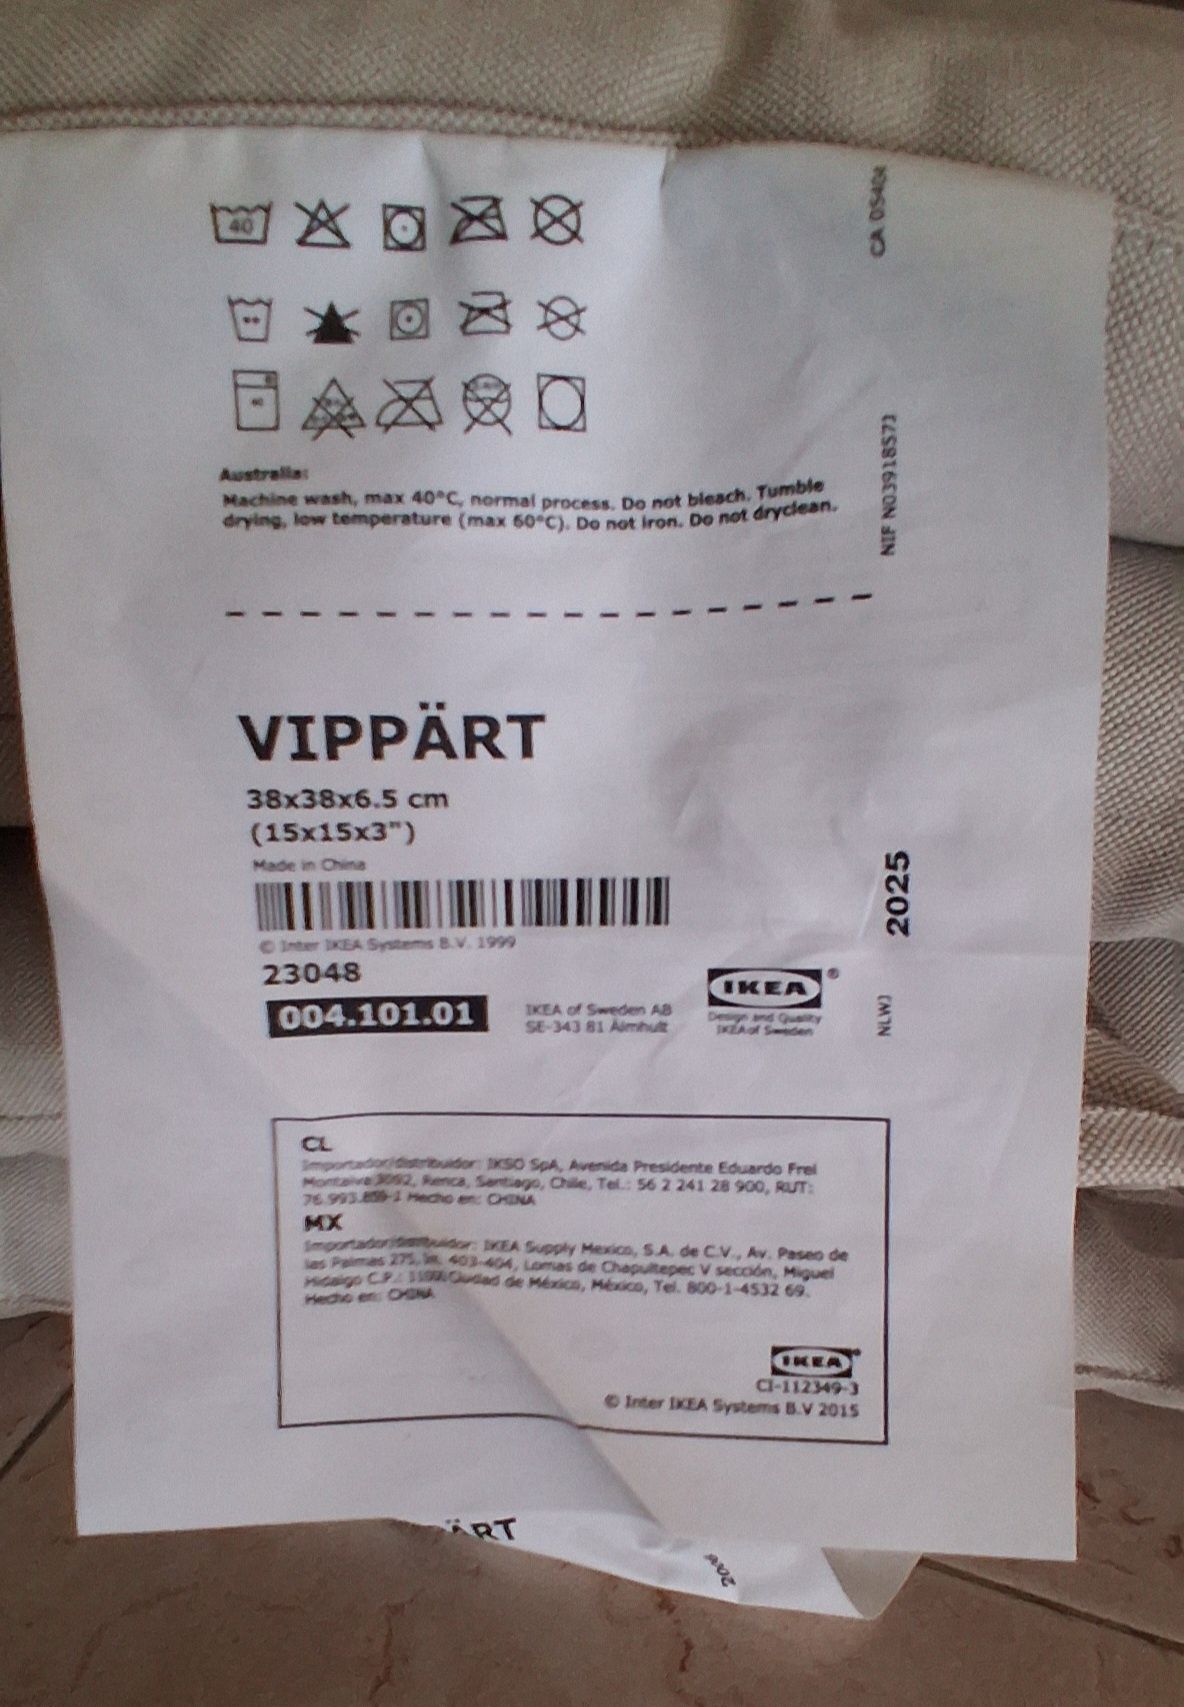 40
CA 0540
Australia:
Machine wash, max 40°C, normal process. Do not bleach. Tumble
drying, low temperature (max 60°C). Do not iron. Do not dryclean.
NIF N03918573
VIPPÄRT
38x38x6.5 cm
(15x15x3")
Made in China
© Inter IKEA Systems B.V. 1999
23048
004.101.01
IKEA of Sweden AB
SE-343 81 Älmhult
IKEA®
Design and Quality
IKEA of Sweden
2025
CL
Importador/distribuidor: IKSO SpA, Avenida Presidente Eduardo Frei
Montalva 3092, Renca, Santiago, Chile, Tel.: 56 2 241 28 900, RUT:
Hecho en: CHINA
MX
Importador/distribuidor: IKEA Supply Mexico, S.A. de C.V., Av. Paseo de
las Palmas 275, 403-404, Lomas de Chapultepec V sección, Miguel
Hidalgo C.P.: Ciudad de México, México, Tel. 800-1-4532 69.
Hecho en: CHINA
IKEA®
CI-112349-3
© Inter IKEA Systems B.V 2015
ÄRT